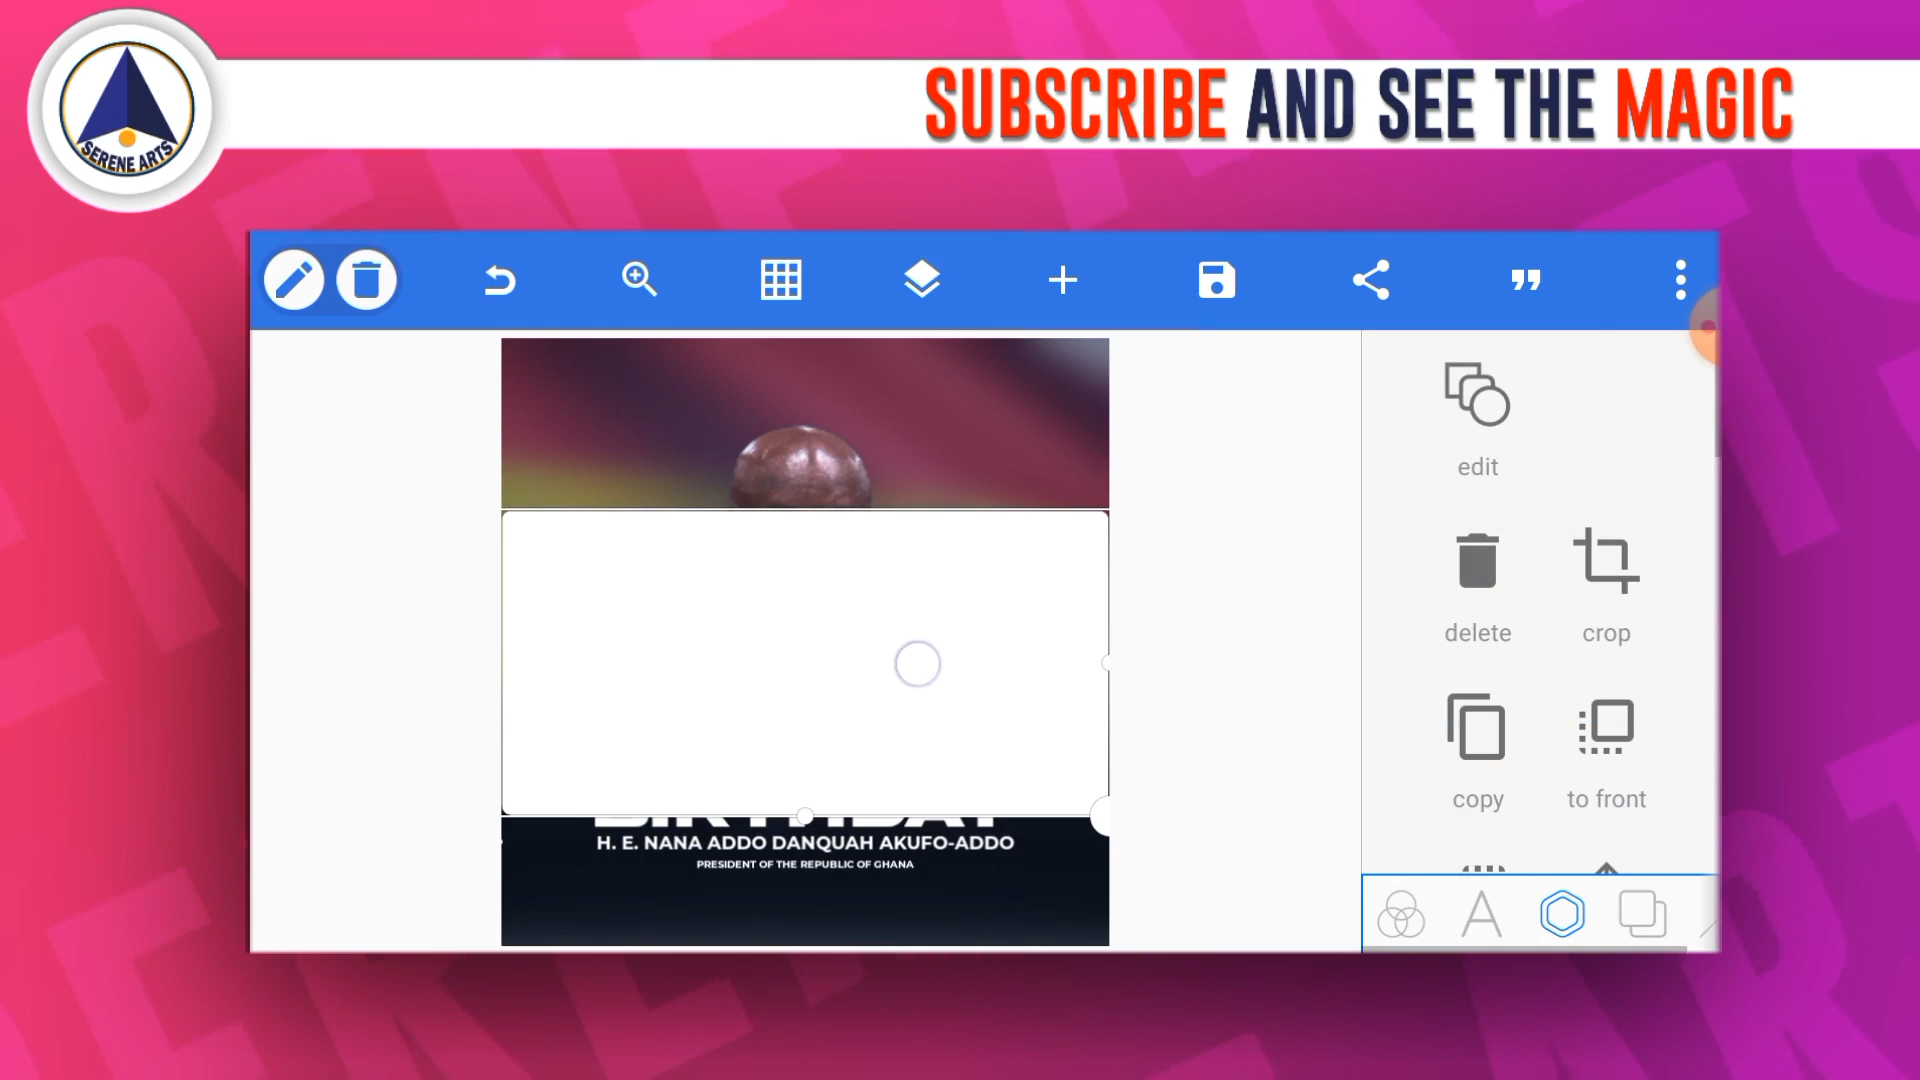 SUBSCRIBE AND SEE THE MAGIC
SERENE ARTS
edit
delete
crop
copy
to front
BIRTHDAY
H. E. NANA ADDO DANQUAH AKUFO-ADDO
PRESIDENT OF THE REPUBLIC OF GHANA